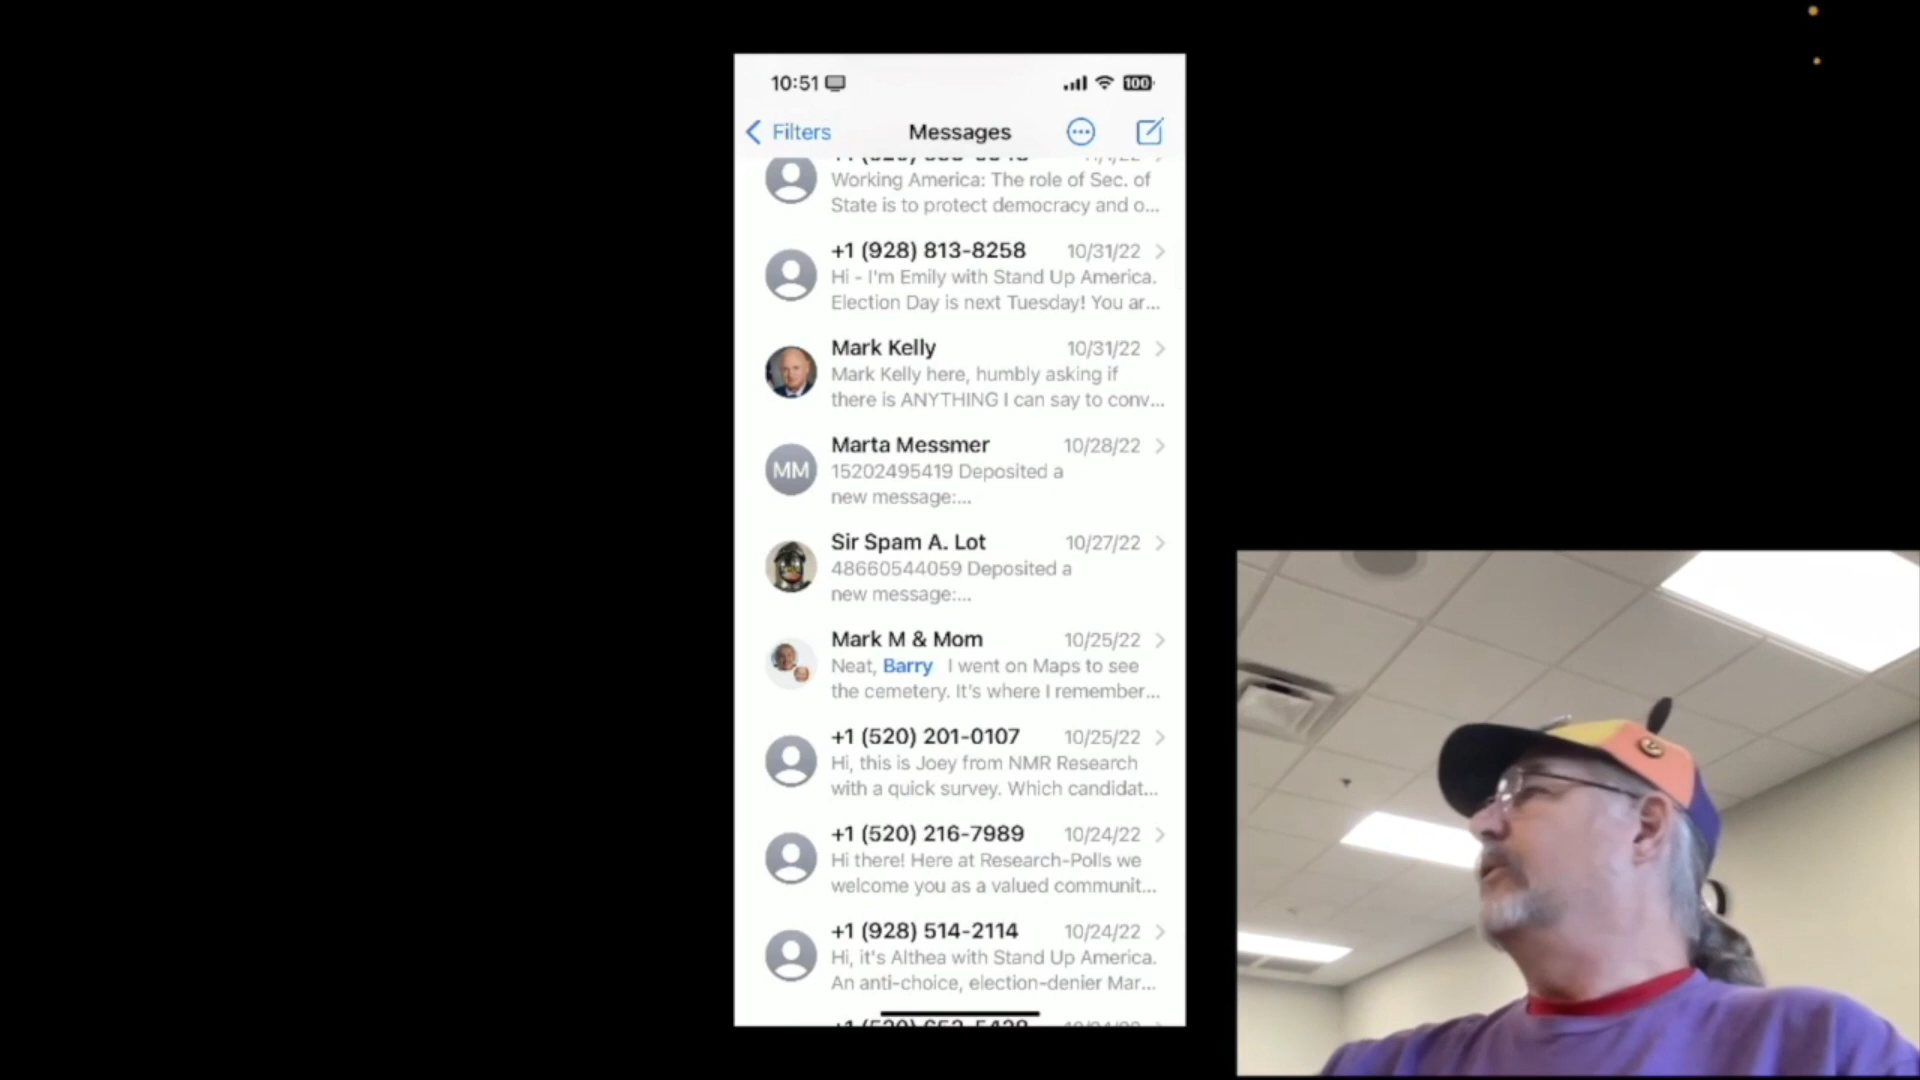 10:51
100
Filters
Messages
Working America: The role of Sec. of
State is to protect democracy and o...
+1 (928) 813-8258
10/31/22
Hi - I'm Emily with Stand Up America.
Election Day is next Tuesday! You ar...
Mark Kelly
10/31/22
Mark Kelly here, humbly asking if
there is ANYTHING I can say to conv...
MM
Marta Messmer
10/28/22
15202495419 Deposited a
new message:...
Sir Spam A. Lot
10/27/22
48660544059 Deposited a
new message:...
Mark M & Mom
10/25/22
Neat, Barry I went on Maps to see
the cemetery. It's where I remember...
+1 (520) 201-0107
10/25/22
Hi, this is Joey from NMR Research
with a quick survey. Which candidat...
+1 (520) 216-7989
10/24/22
Hi there! Here at Research-Polls we
welcome you as a valued communit...
+1 (928) 514-2114
10/24/22
Hi, it's Althea with Stand Up America.
An anti-choice, election-denier Mar...